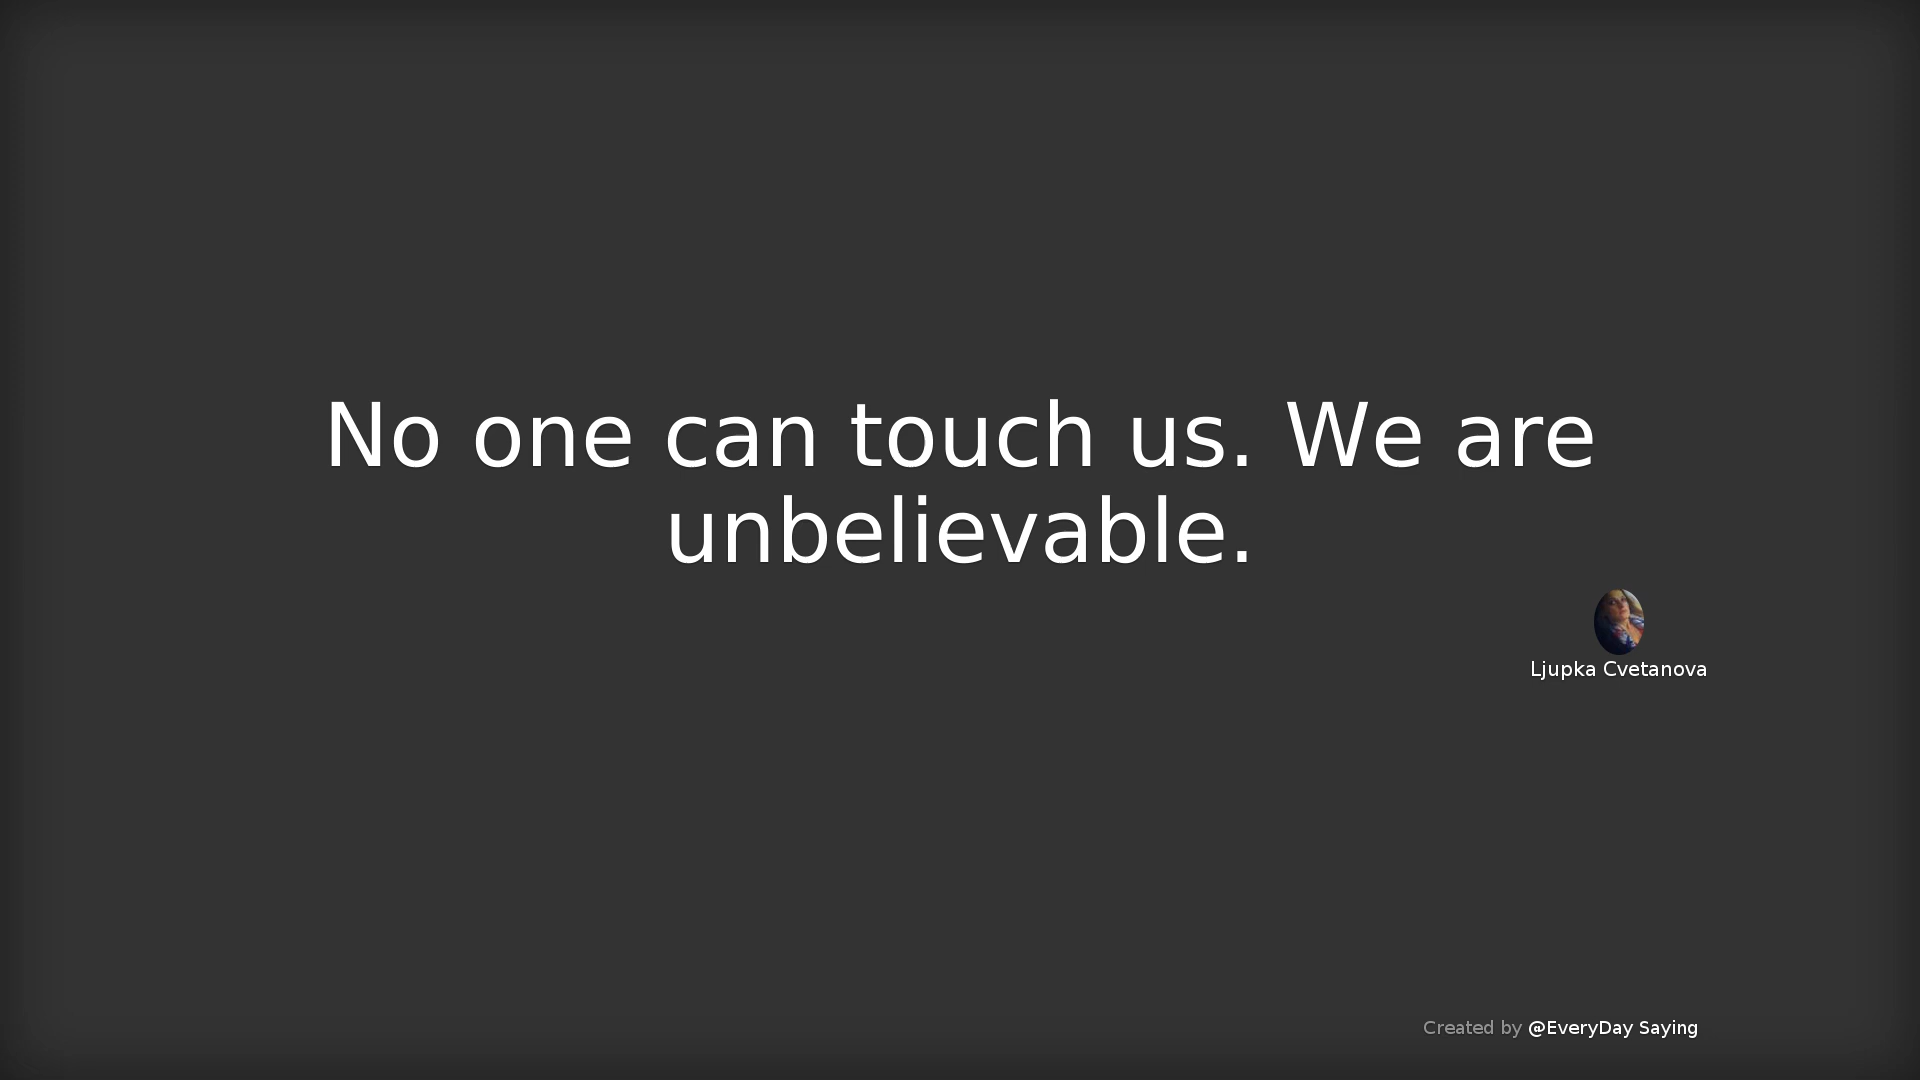 No one can touch us. We are
unbelievable.
Ljupka Cvetanova
Created by @EveryDay Saying